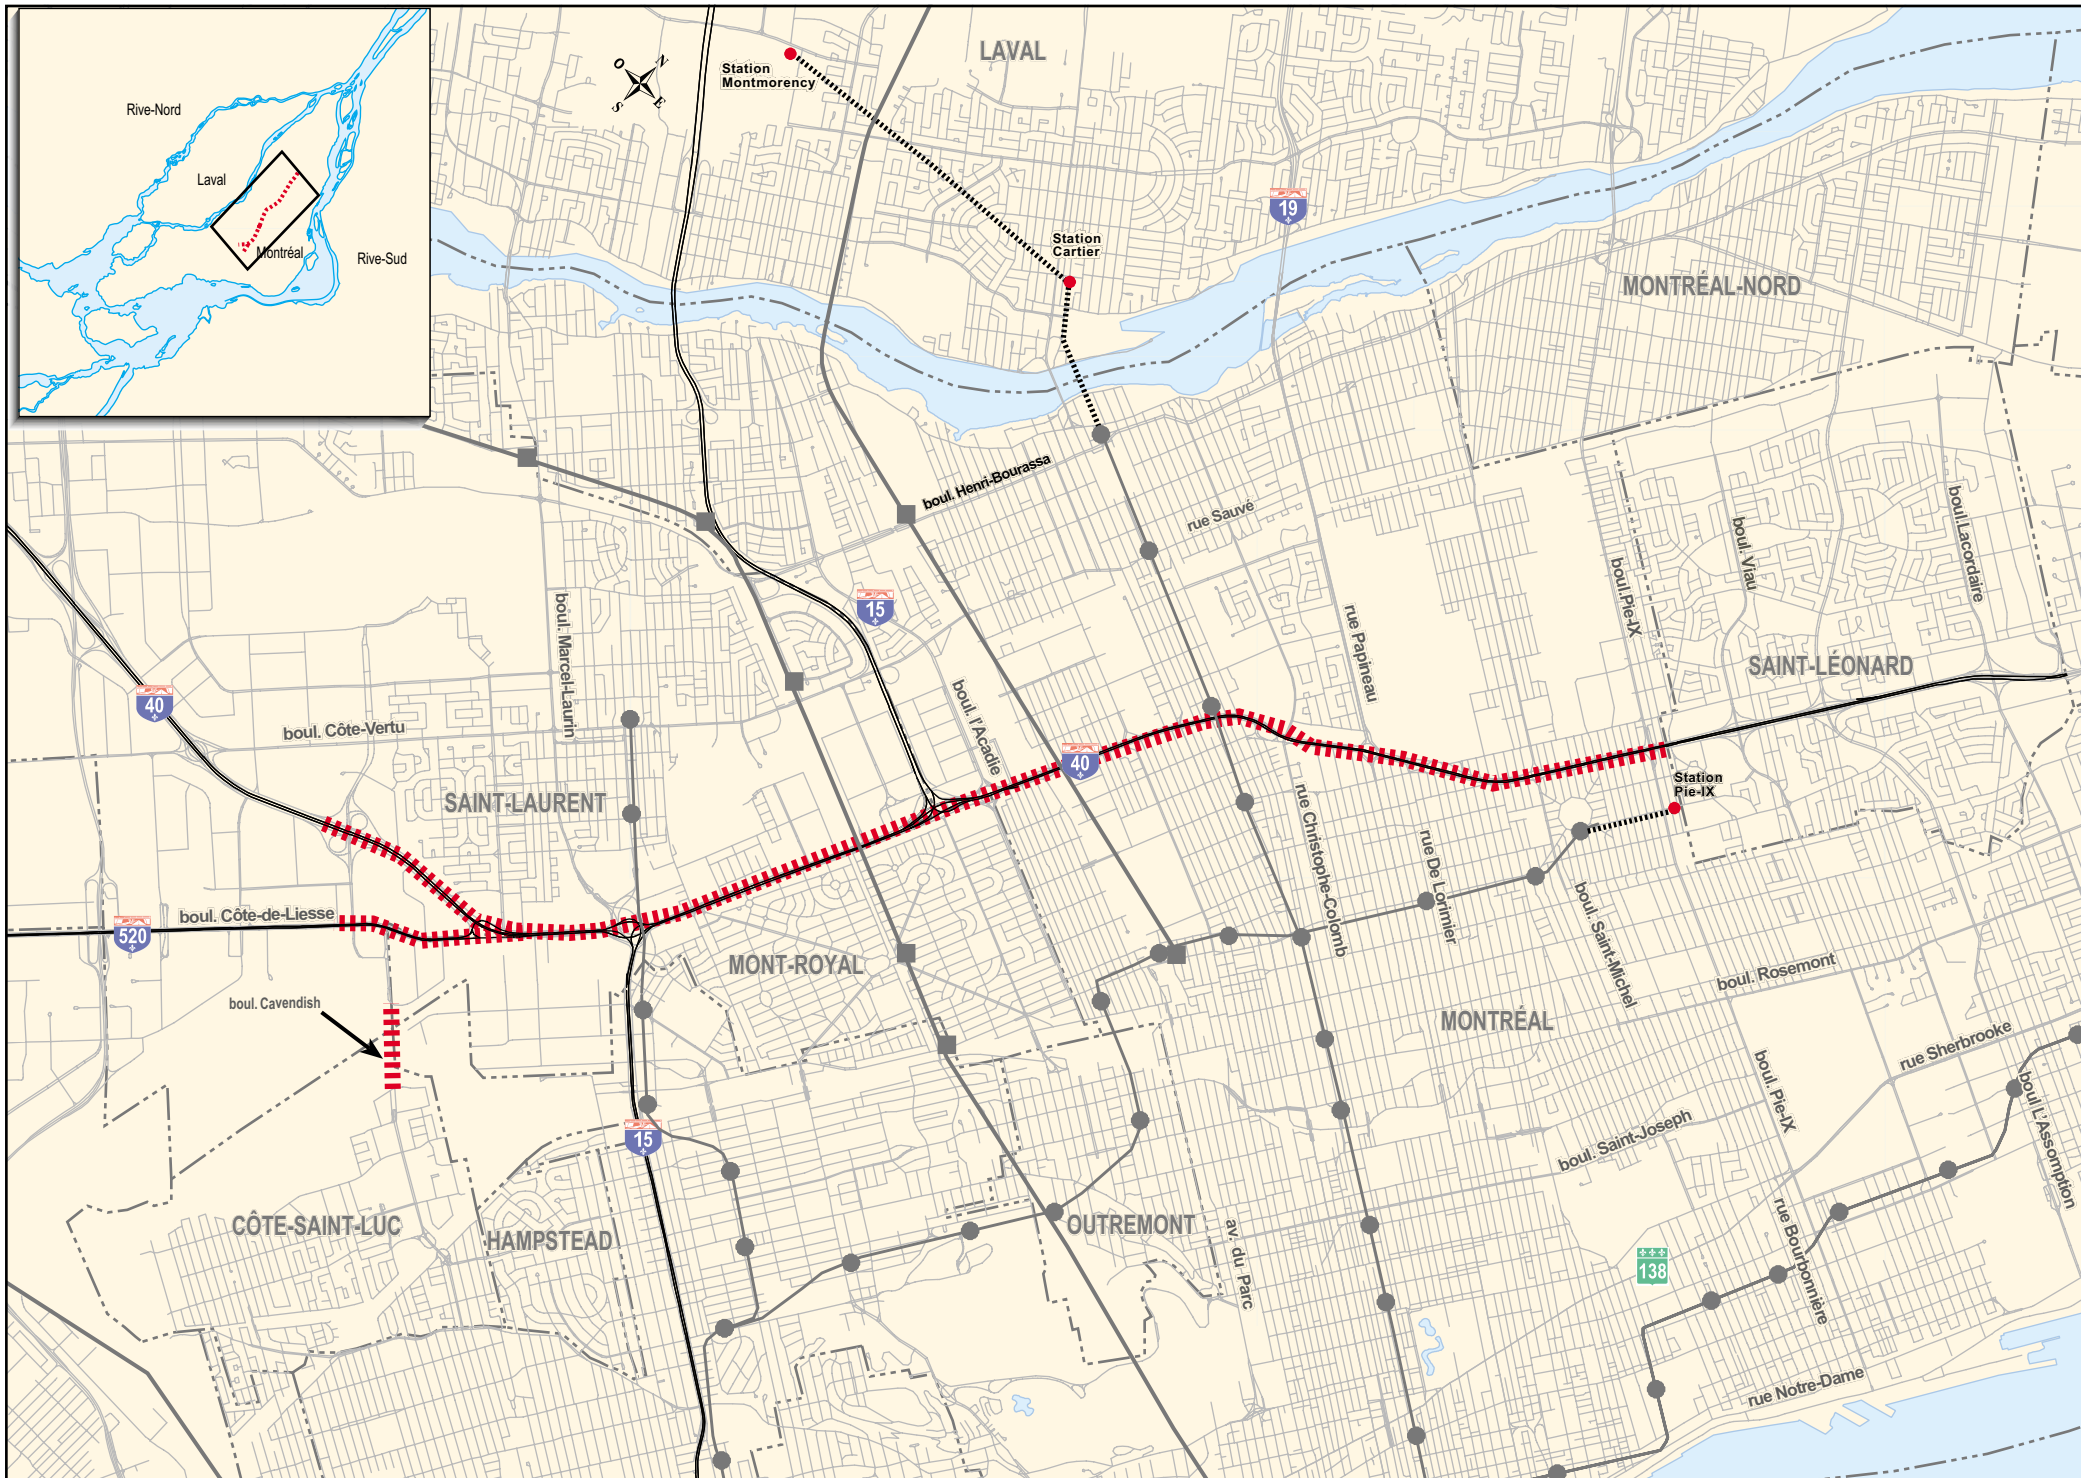 Rive-Nord
Laval
Montréal
Rive-Sud
O
N
S
E
Station
Montmorency
LAVAL
19
Station
Cartier
MONTRÉAL-NORD
boul. Henri-Bourassa
rue Sauvé
boul. Marcel-Laurin
15
boul. Pie-IX
boul. Viau
boul. Lacordaire
rue Papineau
SAINT-LÉONARD
40
boul. Côte-Vertu
boul. l'Acadie
40
SAINT-LAURENT
Station
Pie-IX
rue Christophe-Colomb
rue De Lorimier
boul. Saint-Michel
boul. Côte-de-Liesse
520
MONT-ROYAL
boul. Rosemont
boul. Cavendish
MONTRÉAL
rue Sherbrooke
boul. Pie-IX
boul L'Assomption
15
boul. Saint-Joseph
CÔTE-SAINT-LUC
HAMPSTEAD
OUTREMONT
av. du Parc
138
rue Bourbonnière
rue Notre-Dame